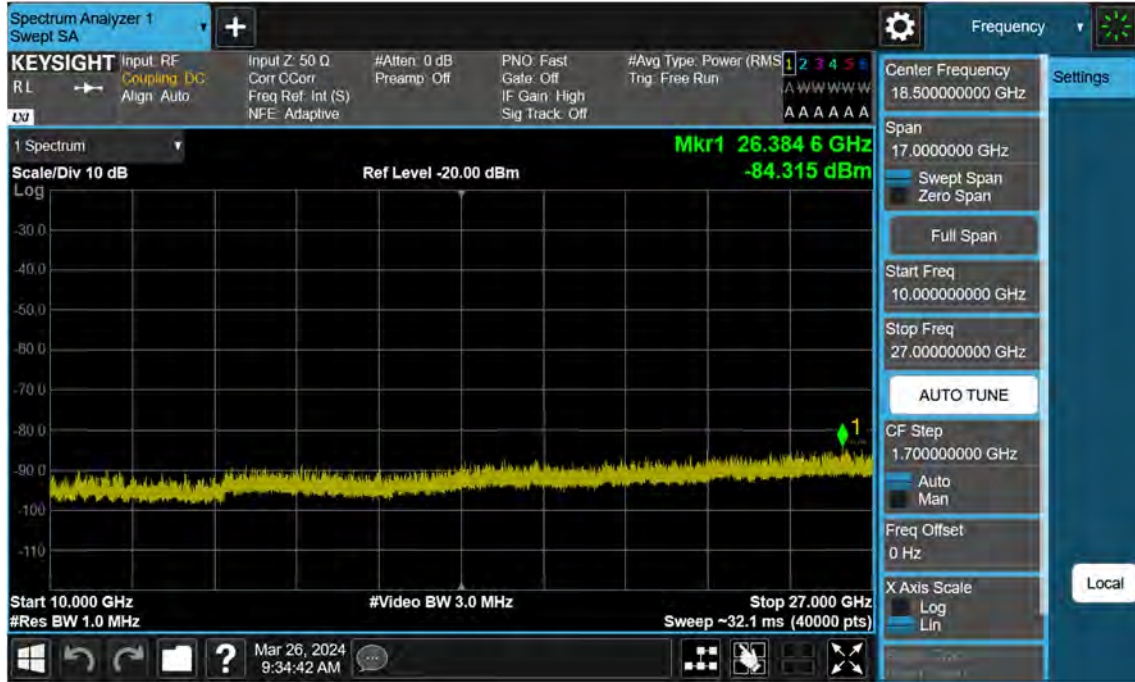 Spectrum Analyzer 1
Swept SA
Frequency
KEYSIGHT
R L
LXI
Input: RF
Coupling: DC
Align: Auto
Input Z: 50 Ω
Corr CCorr
Freq Ref: Int (S)
NFE: Adaptive
#Atten: 0 dB
Preamp: Off
PNO: Fast
Gate: Off
IF Gain: High
Sig Track: Off
#Avg Type: Power (RMS
Trig: Free Run
1 2 3 4 5 6
A W W W W W
A A A A A A
1 Spectrum
Scale/Div 10 dB
Log
Ref Level -20.00 dBm
Mkr1 26.384 6 GHz
-84.315 dBm
-30.0
-40.0
-50.0
-60.0
-70.0
-80.0
-90.0
-100
-110
1
Start 10.000 GHz
#Res BW 1.0 MHz
#Video BW 3.0 MHz
Stop 27.000 GHz
Sweep ~32.1 ms (40000 pts)
Center Frequency
18.500000000 GHz
Span
17.0000000 GHz
Swept Span
Zero Span
Full Span
Start Freq
10.000000000 GHz
Stop Freq
27.000000000 GHz
AUTO TUNE
CF Step
1.700000000 GHz
Auto
Man
Freq Offset
0 Hz
X Axis Scale
Log
Lin
Settings
Local
?
Mar 26, 2024
9:34:42 AM